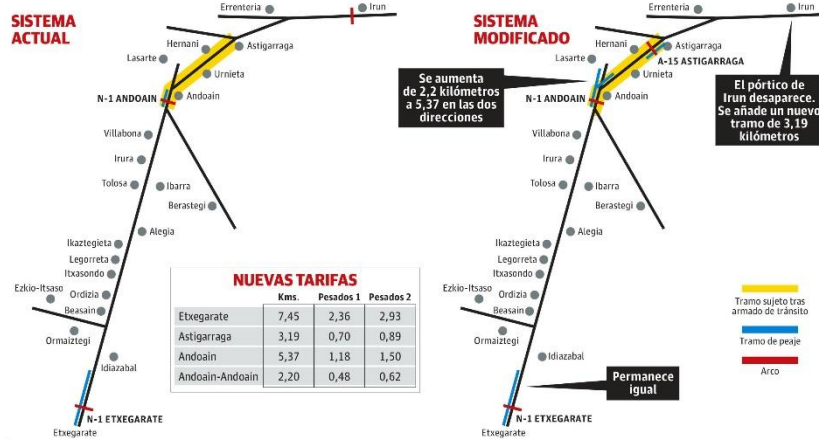 SISTEMA
ACTUAL
Errenteria
Irun
Hernani
Astigarraga
Lasarte
Urnieta
N-1 ANDOAIN
Andoain
Villabona
Irura
Tolosa
Ibarra
Berastegi
Alegia
Ikaztegieta
Legorreta
Itxasondo
Ezkio-Itsaso
Ordizia
Beasain
Ormaiztegi
Idiazabal
N-1 ETXEGARATE
Etxegarate
NUEVAS TARIFAS
Kms. Pesados 1 Pesados 2
Etxegarate 7,45 2,36 2,93
Astigarraga 3,19 0,70 0,89
Andoain 5,37 1,18 1,50
Andoain-Andoain 2,20 0,48 0,62
SISTEMA
MODIFICADO
Errenteria
Irun
Hernani
Astigarraga
A-15 ASTIGARRAGA
Lasarte
Urnieta
Se aumenta
de 2,2 kilómetros
a 5,37 en las dos
direcciones
El pórtico de
Irun desaparece.
Se añade un nuevo
tramo de 3,19
kilómetros
N-1 ANDOAIN
Andoain
Villabona
Irura
Tolosa
Ibarra
Berastegi
Alegia
Ikaztegieta
Legorreta
Itxasondo
Ezkio-Itsaso
Ordizia
Beasain
Ormaiztegi
Idiazabal
Permanece
igual
N-1 ETXEGARATE
Etxegarate
Tramo sujeto tras
armado de tránsito
Tramo de peaje
Arco